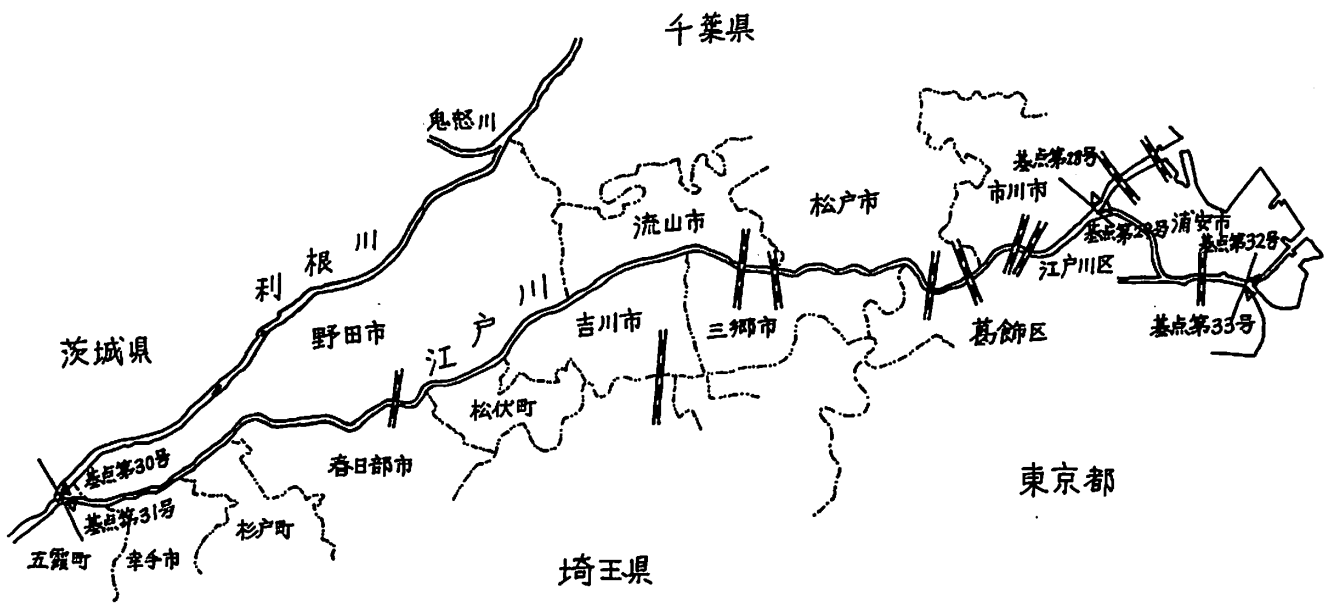 千葉県
鬼怒川
基点第28号
市川市
松戸市
流山市
基点第29号
浦安市
基点第32号
利根川
江戸川区
江戸川
吉川市
三郷市
葛飾区
基点第33号
野田市
茨城県
松伏町
春日部市
東京都
基点第30号
基点第31号
杉戸町
五霞町
幸手市
埼玉県